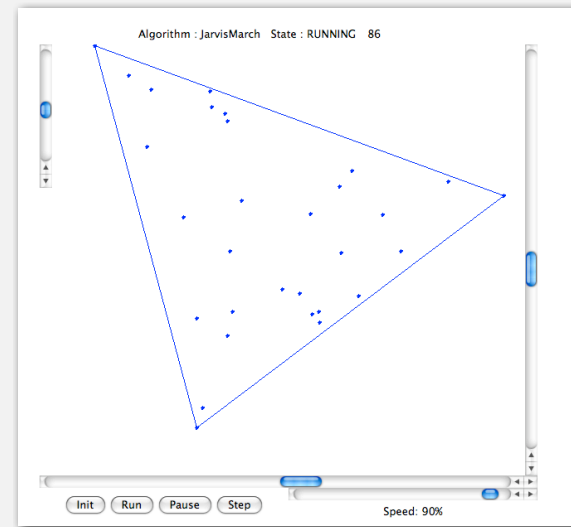 Algorithm : JarvisMarch State : RUNNING 86
Init Run Pause Step
Speed: 90%